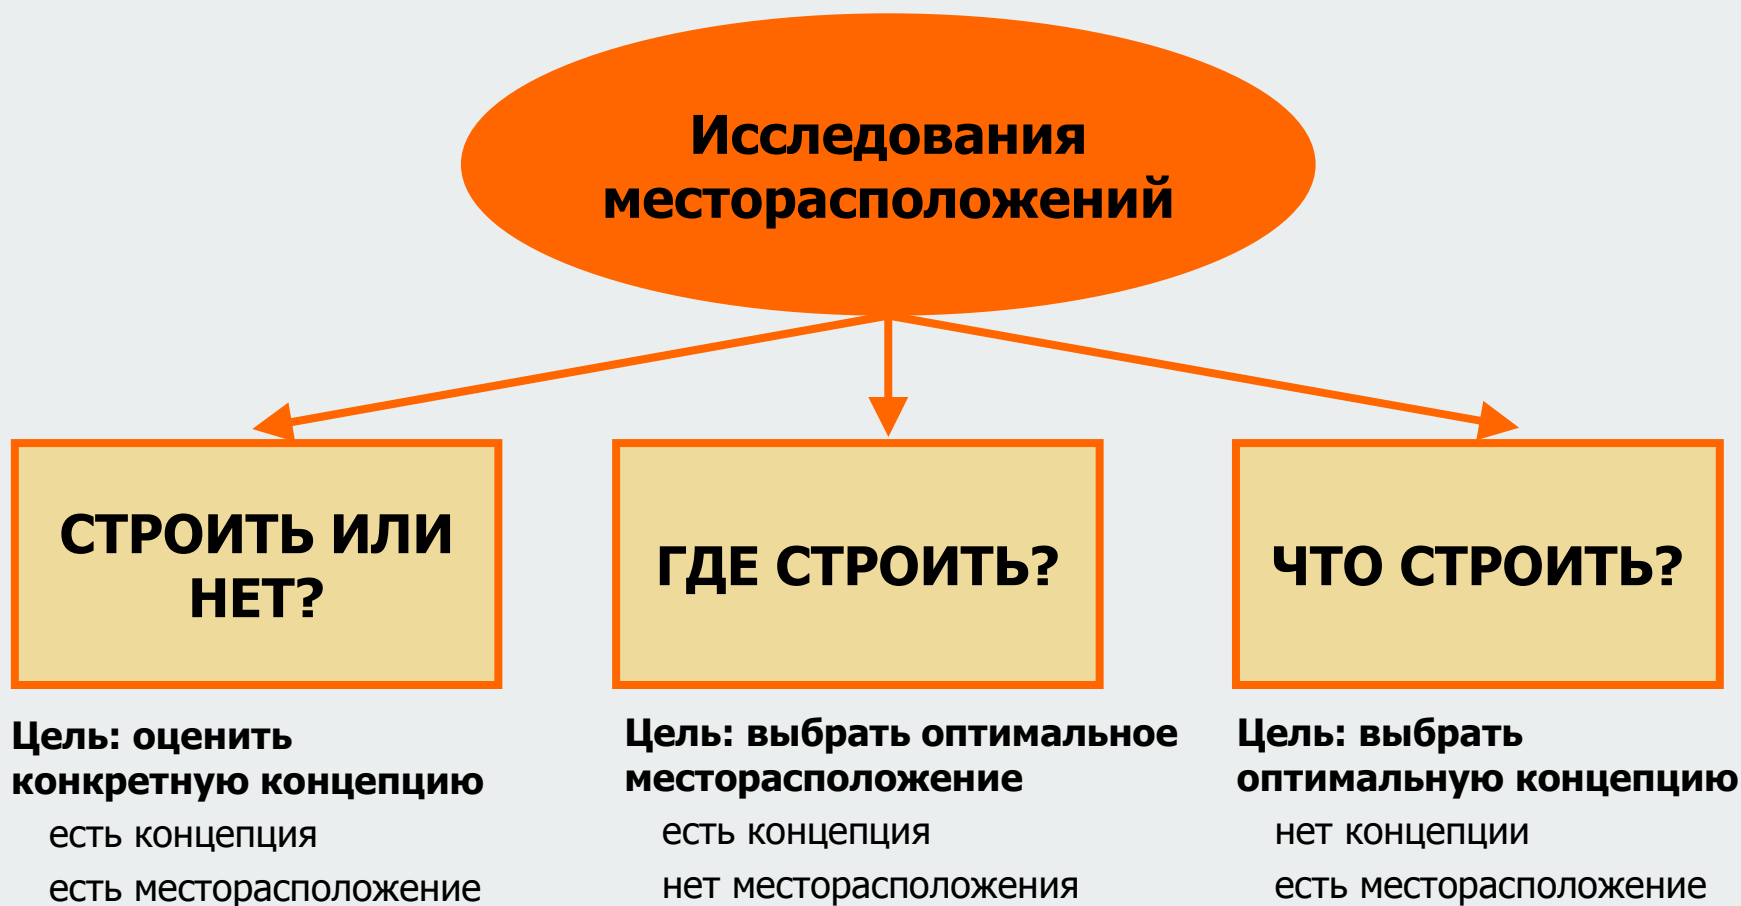 Исследования
месторасположений
СТРОИТЬ ИЛИ
НЕТ?
ГДЕ СТРОИТЬ?
ЧТО СТРОИТЬ?
Цель: оценить
конкретную концепцию
есть концепция
есть месторасположение
Цель: выбрать оптимальное
месторасположение
есть концепция
нет месторасположения
Цель: выбрать
оптимальную концепцию
нет концепции
есть месторасположение